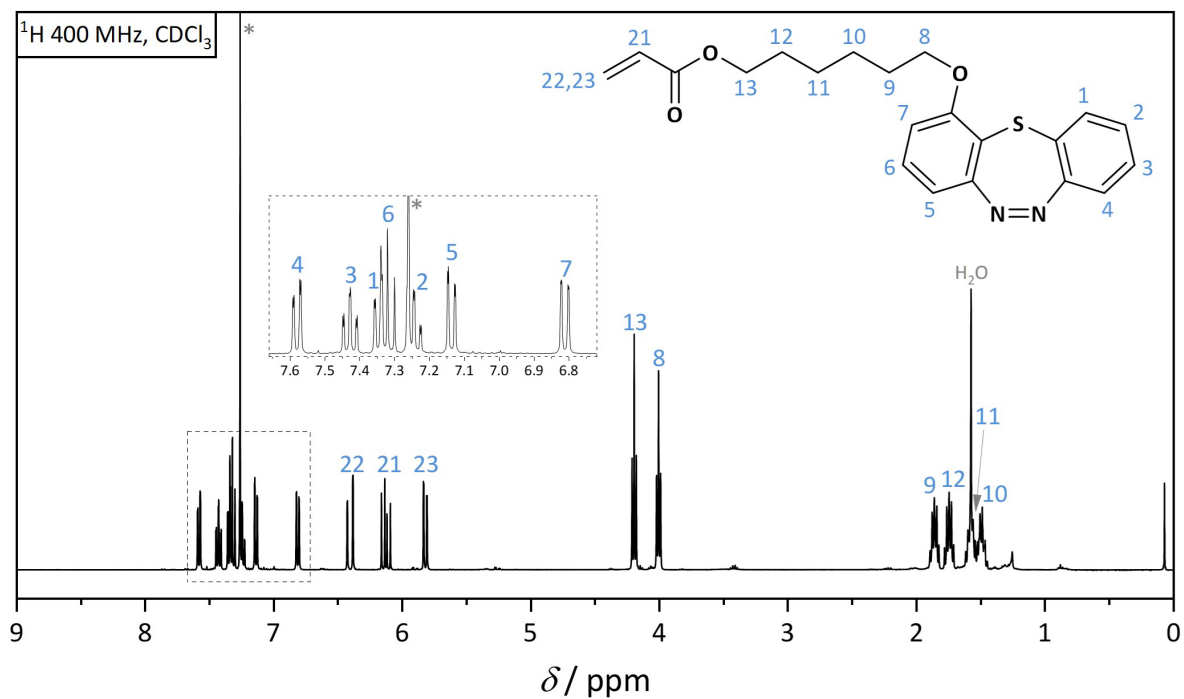 ¹H 400 MHz, CDCl₃
*
21
12
10
8
O
22,23
13
11
9
O
O
7
S
1
2
6
3
5
N=N
4
6
*
4
3
1
2
5
7
7.6 7.5 7.4 7.3 7.2 7.1 7.0 6.9 6.8
H₂O
13
8
11
22 21 23
9 12 10
9 8 7 6 5 4 3 2 1 0
δ / ppm